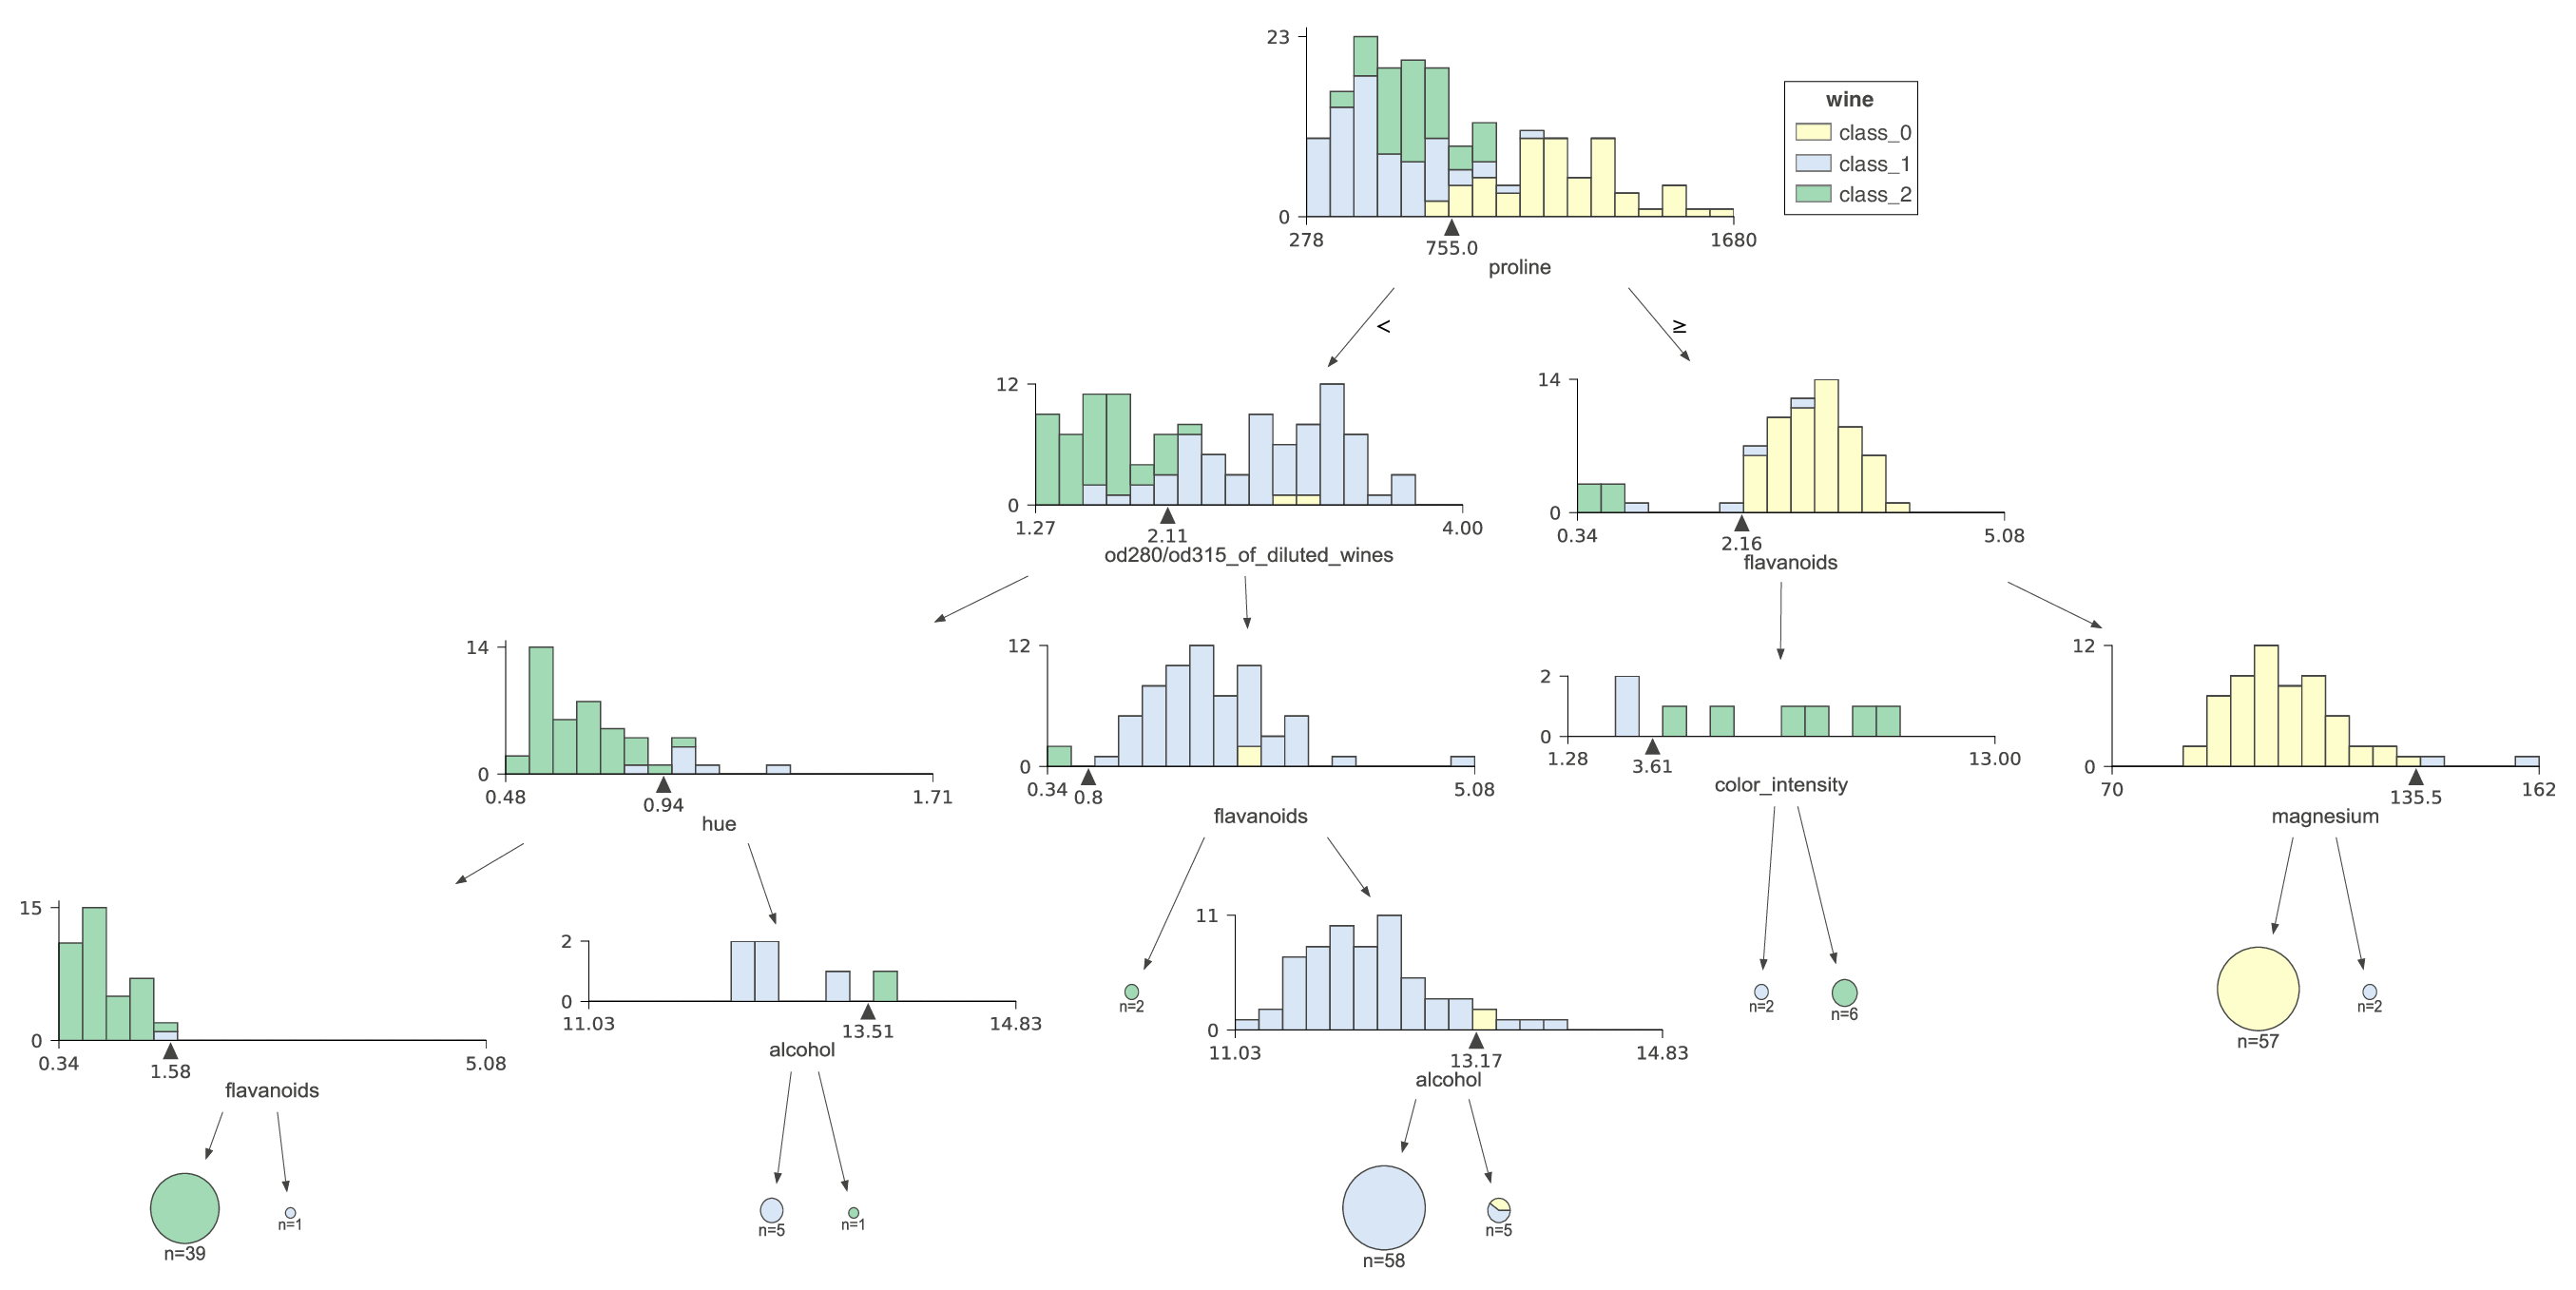 23
0
278
755.0
1680
proline
wine
class_0
class_1
class_2
<
≥
12
0
1.27
2.11
4.00
od280/od315_of_diluted_wines
14
0
0.34
2.16
5.08
flavanoids
14
0
0.48
0.94
1.71
hue
12
0
0.34
0.8
5.08
flavanoids
2
0
1.28
3.61
13.00
color_intensity
12
0
70
135.5
162
magnesium
15
0
0.34
1.58
5.08
flavanoids
2
0
11.03
13.51
14.83
alcohol
n=2
11
0
11.03
13.17
14.83
alcohol
n=2
n=6
n=57
n=2
n=39
n=1
n=5
n=1
n=58
n=5